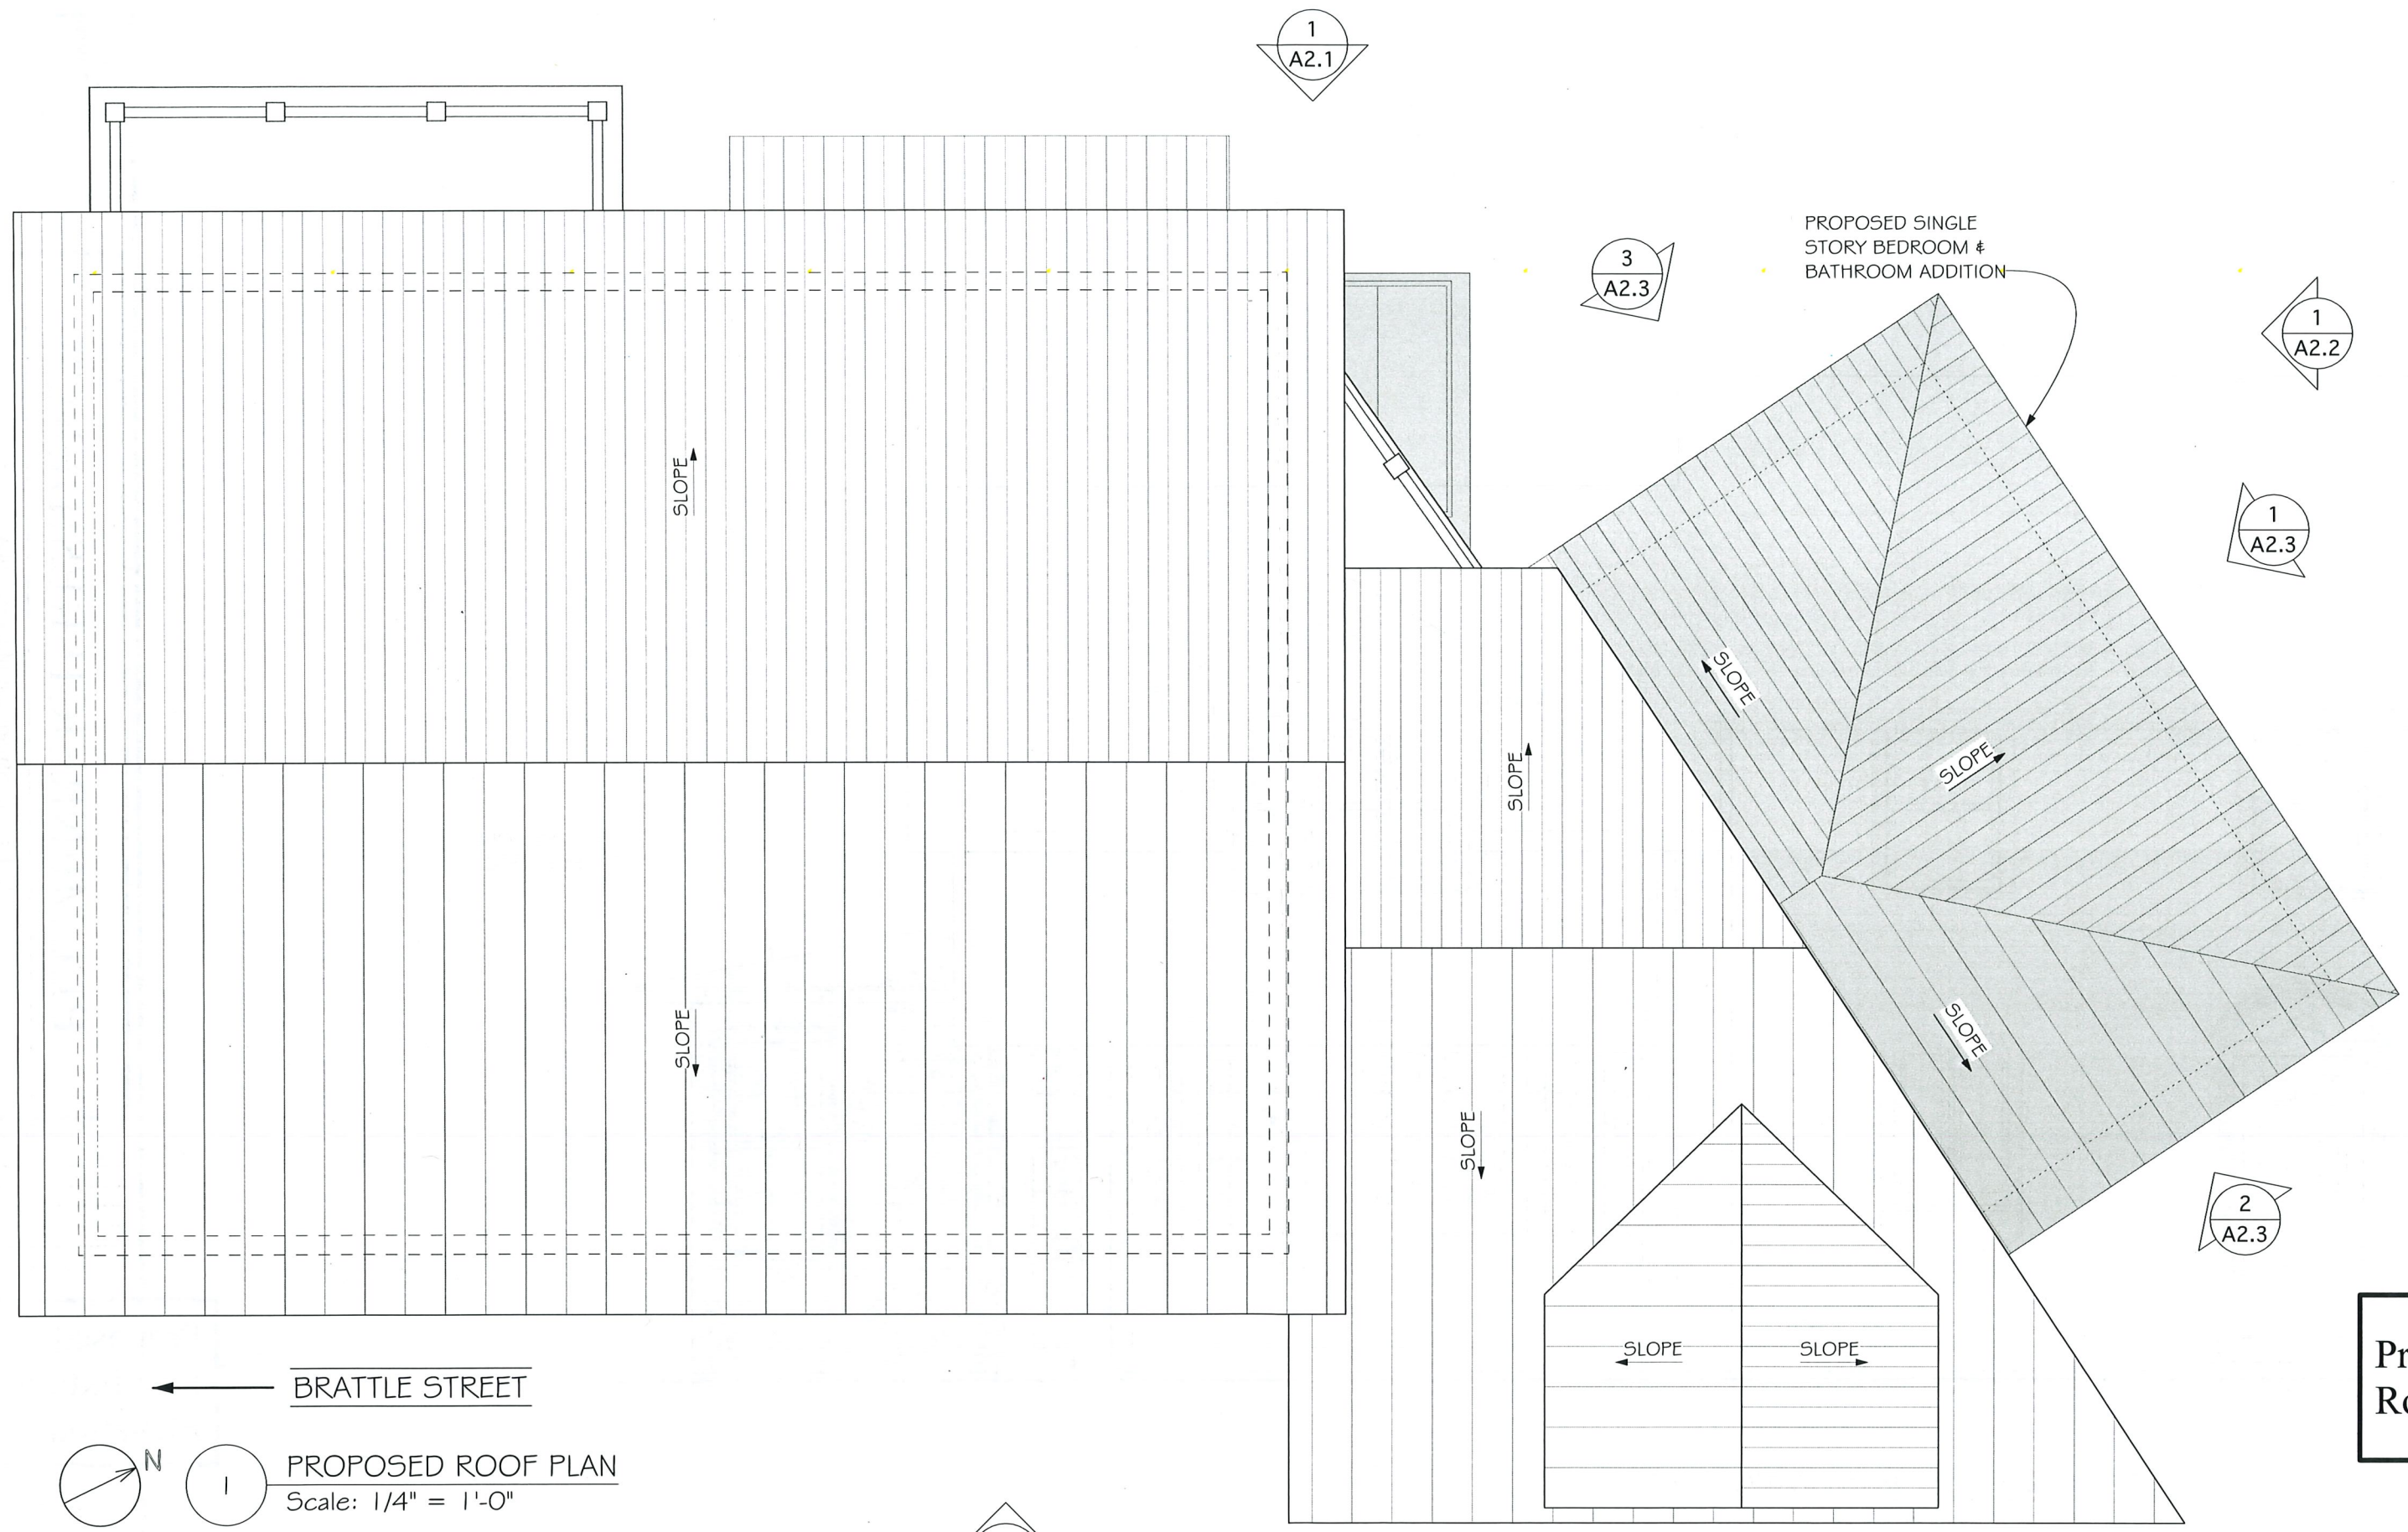 1
A2.1
PROPOSED SINGLE
STORY BEDROOM &
BATHROOM ADDITION
3
A2.3
1
A2.2
SLOPE
1
A2.3
SLOPE
SLOPE
SLOPE
SLOPE
SLOPE
SLOPE
2
A2.3
SLOPE
SLOPE
BRATTLE STREET
N
1
PROPOSED ROOF PLAN
Scale: 1/4" = 1'-0"